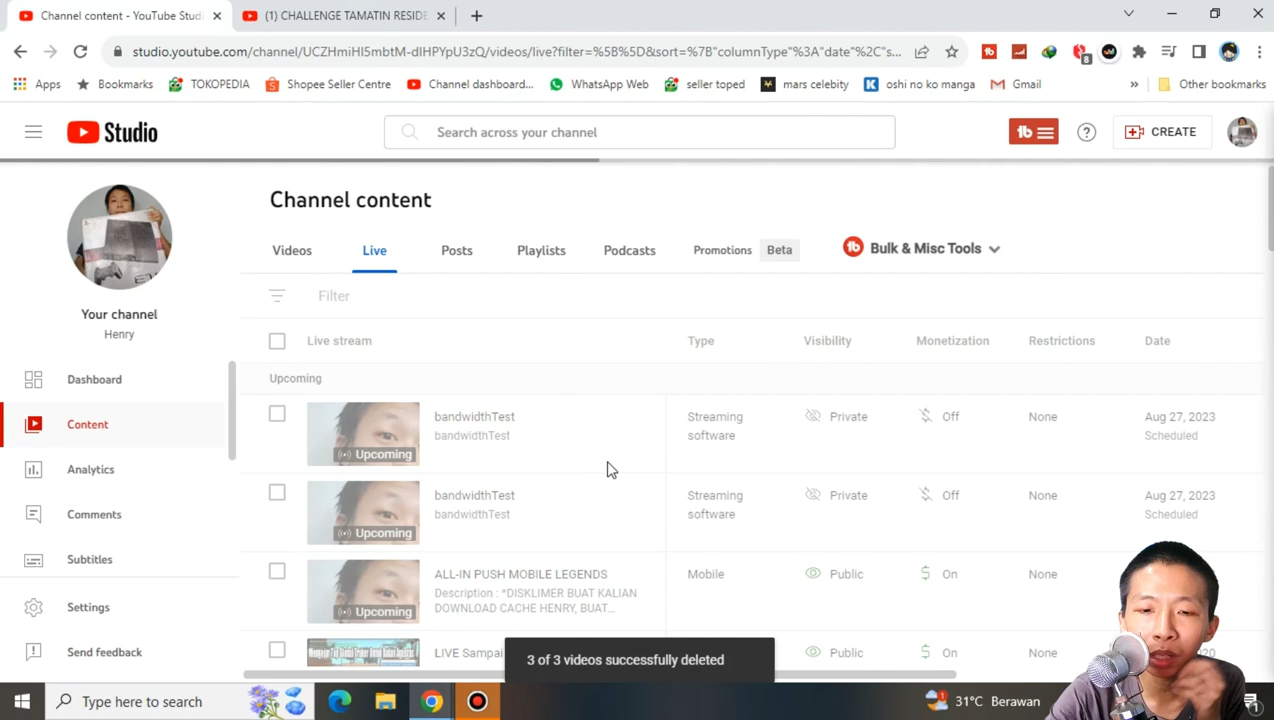 Channel content - YouTube Studi
(1) CHALLENGE TAMATIN RESIDE
studio.youtube.com/channel/UCZHmiHI5mbtM-dIHPYpU3zQ/videos/live?filter=%5B%5D&sort=%7B"columnType"%3A"date"%2C"s...
8
Apps
Bookmarks
TOKOPEDIA
Shopee Seller Centre
Channel dashboard...
WhatsApp Web
seller toped
mars celebity
oshi no ko manga
Gmail
»
Other bookmarks
Studio
Search across your channel
tb
?
CREATE
Channel content
Videos
Live
Posts
Playlists
Podcasts
Promotions
Beta
tb
Bulk & Misc Tools
Filter
Your channel
Henry
Dashboard
Content
Analytics
Comments
Subtitles
Settings
Send feedback
Live stream
Type
Visibility
Monetization
Restrictions
Date
Upcoming
bandwidthTest
bandwidthTest
Upcoming
Streaming
software
Private
Off
None
Aug 27, 2023
Scheduled
bandwidthTest
bandwidthTest
Upcoming
Streaming
software
Private
Off
None
Aug 27, 2023
Scheduled
ALL-IN PUSH MOBILE LEGENDS
Description : *DISKLIMER BUAT KALIAN
DOWNLOAD CACHE HENRY, BUAT...
Upcoming
Mobile
Public
On
None
LIVE Sampai
Public
On
None
3 of 3 videos successfully deleted
Type here to search
31°C Berawan
1